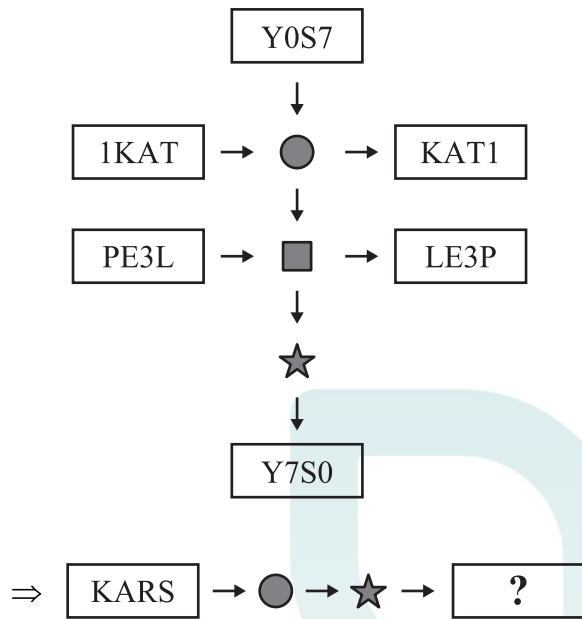 Y0S7
1KAT
KAT1
PE3L
LE3P
Y7S0
⇒ KARS
?